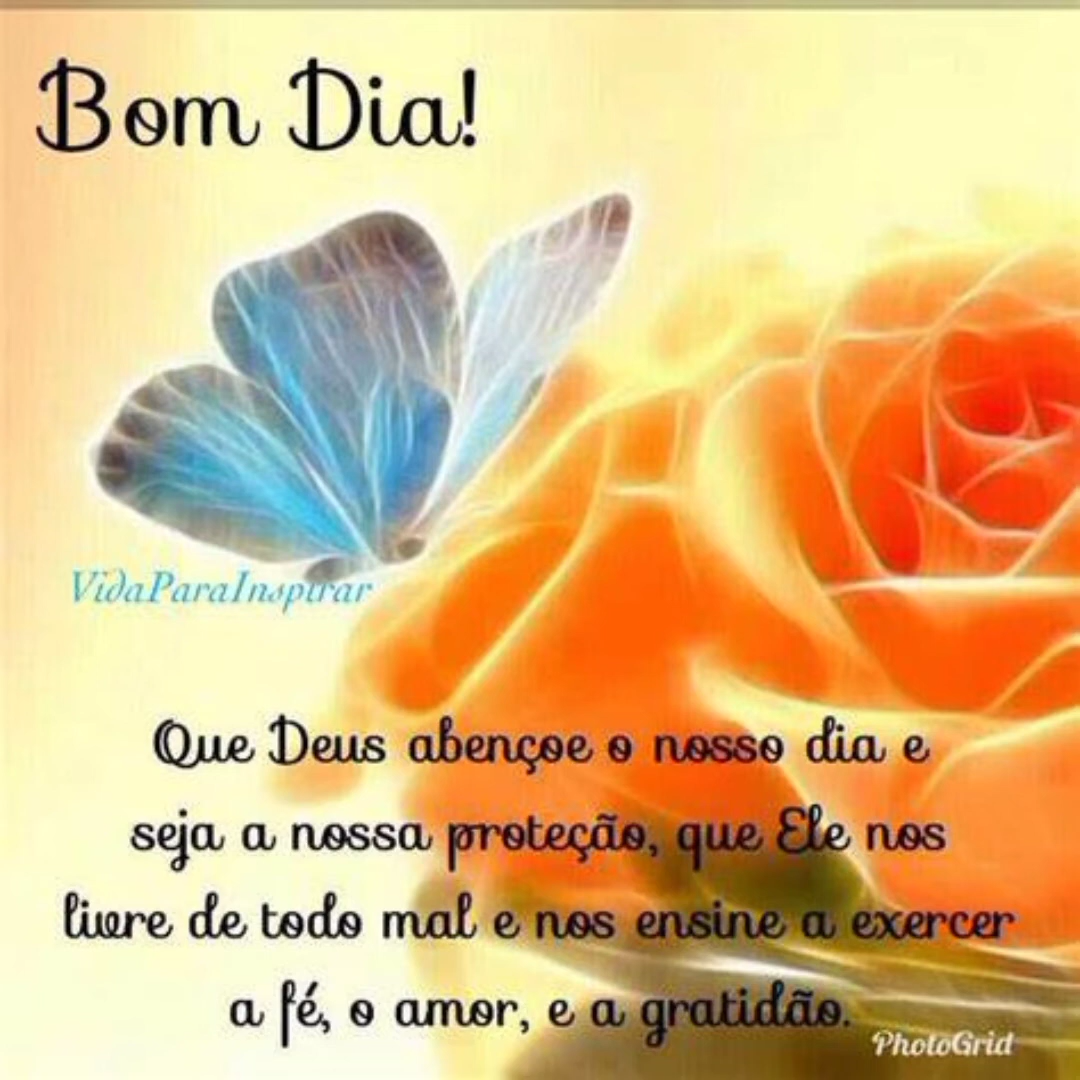 Bom Dia!
VidaParaInspirar
Que Deus abençoe o nosso dia e
seja a nossa proteção, que Ele nos
livre de todo mal e nos ensine a exercer
a fé, o amor, e a gratidão.
PhotoGrid